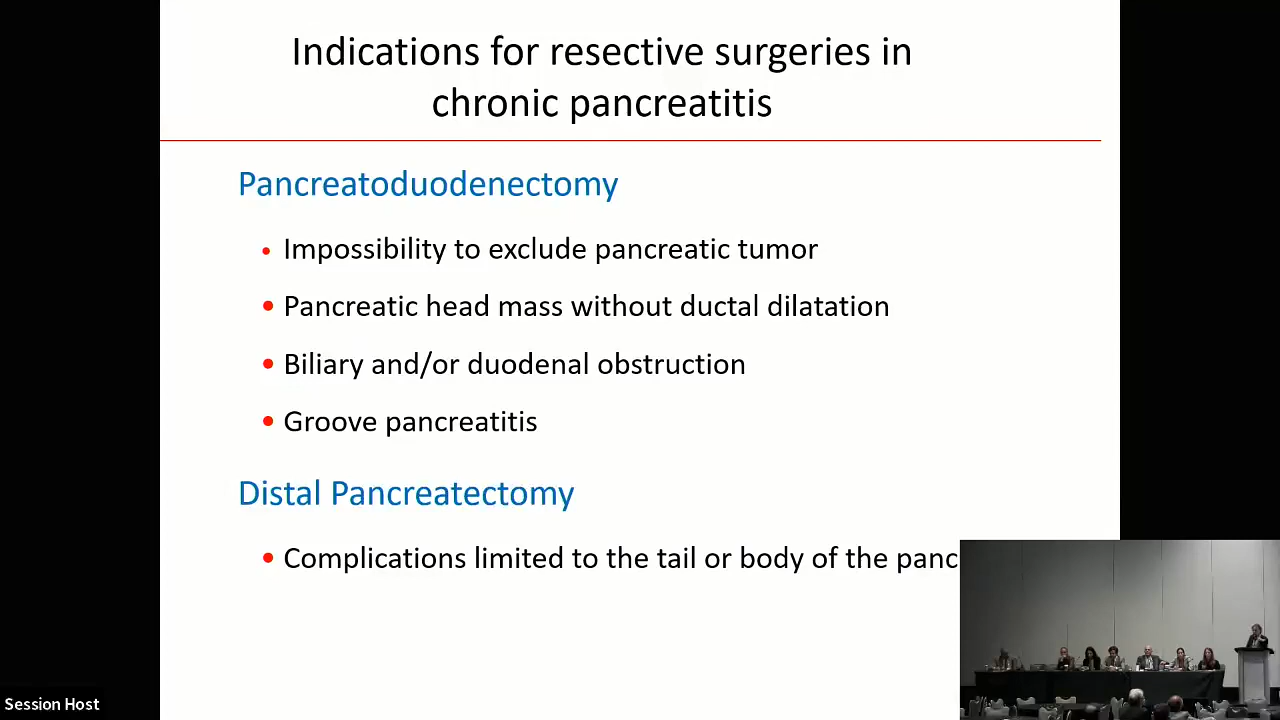 Indications for resective surgeries in
chronic pancreatitis
Pancreatoduodenectomy
• Impossibility to exclude pancreatic tumor
• Pancreatic head mass without ductal dilatation
• Biliary and/or duodenal obstruction
• Groove pancreatitis
Distal Pancreatectomy
• Complications limited to the tail or body of the panc
Session Host